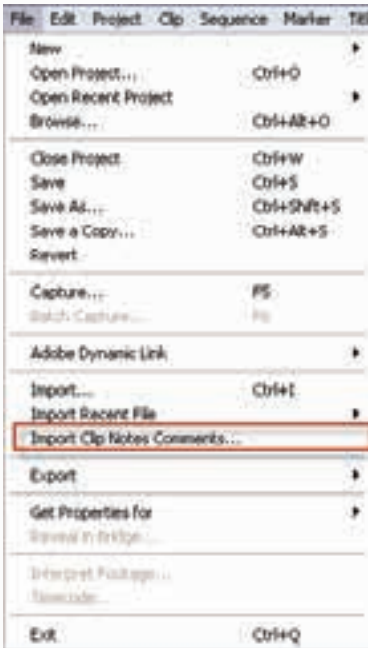 File Edit Project Clip Sequence Marker Titl
New
Open Project... Ctrl+O
Open Recent Project
Browse... Ctrl+Alt+O
Close Project Ctrl+W
Save Ctrl+S
Save As... Ctrl+Shift+S
Save a Copy... Ctrl+Alt+S
Revert
Capture... F5
Batch Capture... F6
Adobe Dynamic Link
Import... Ctrl+I
Import Recent File
Import Clip Notes Comments...
Export
Get Properties for
Reveal in Bridge...
Interpret Footage...
Timecode...
Exit Ctrl+Q